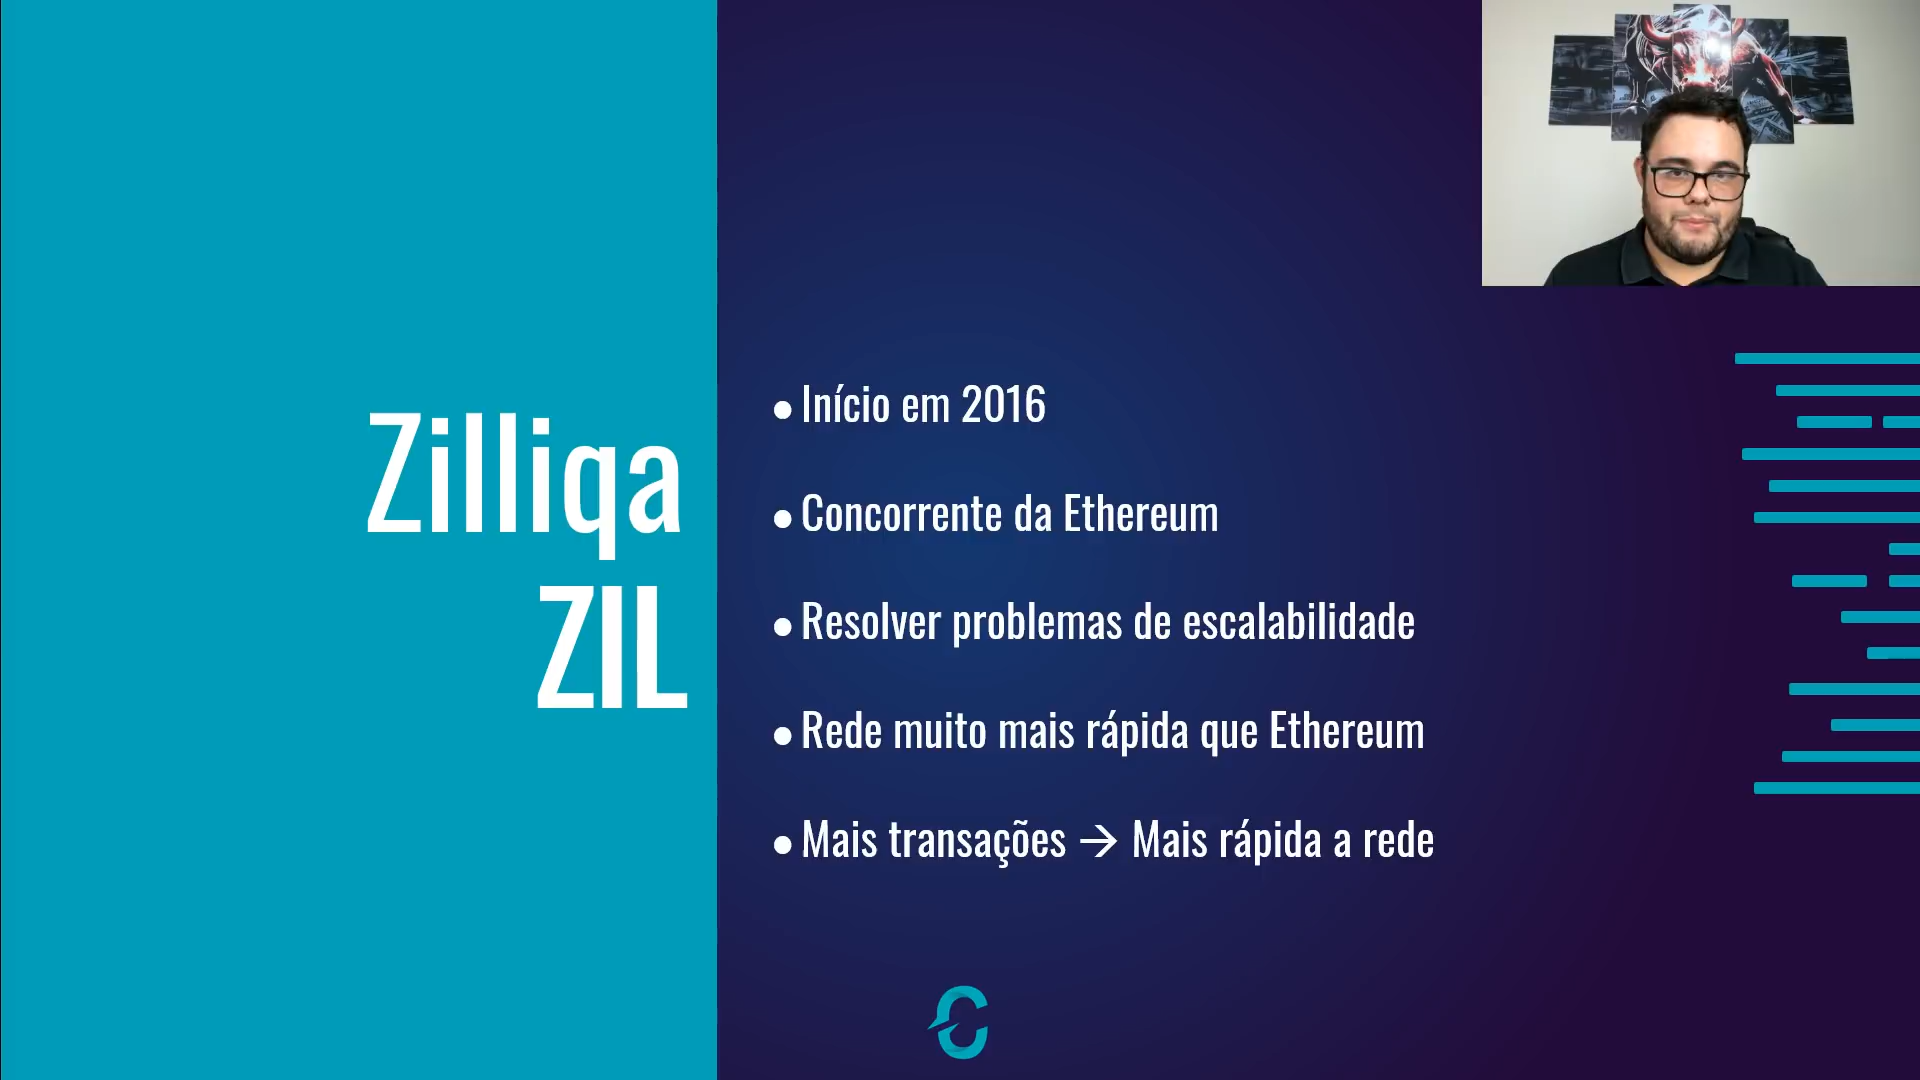 Zilliqa
ZIL
• Início em 2016
• Concorrente da Ethereum
• Resolver problemas de escalabilidade
• Rede muito mais rápida que Ethereum
• Mais transações → Mais rápida a rede